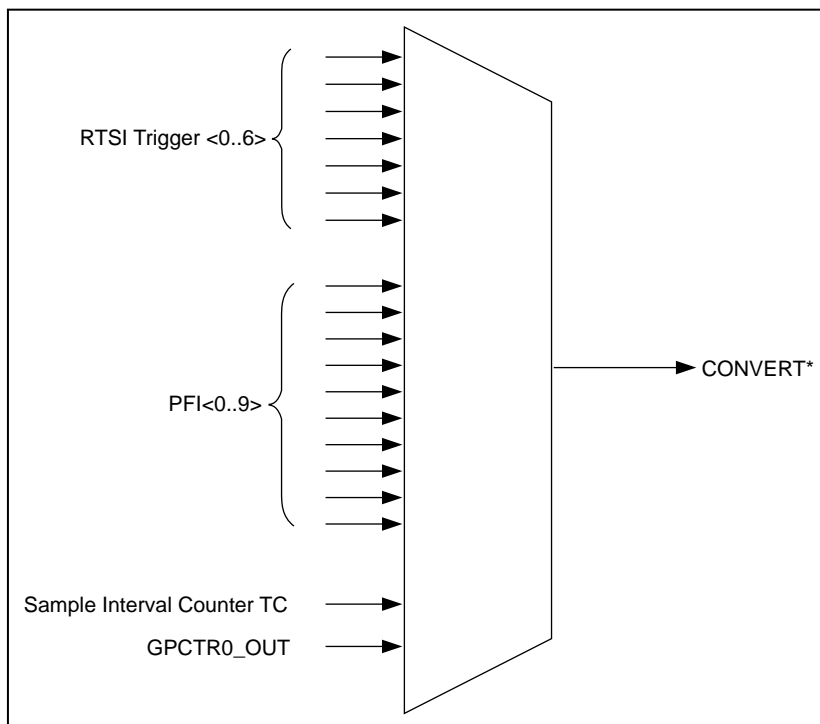 RTSI Trigger <0..6>
PFI<0..9>
CONVERT*
Sample Interval Counter TC
GPCTR0_OUT